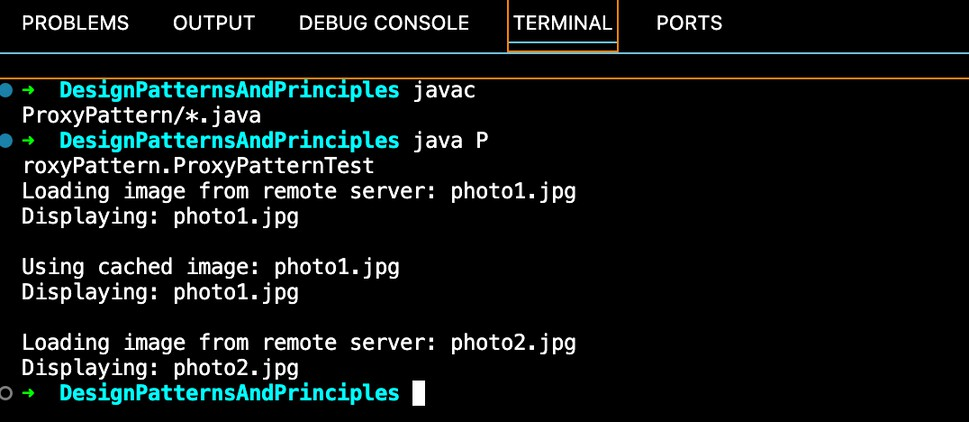 PROBLEMS OUTPUT DEBUG CONSOLE TERMINAL PORTS
→ DesignPatternsAndPrinciples javac
ProxyPattern/*.java
→ DesignPatternsAndPrinciples java P
roxyPattern.ProxyPatternTest
Loading image from remote server: photo1.jpg
Displaying: photo1.jpg
Using cached image: photo1.jpg
Displaying: photo1.jpg
Loading image from remote server: photo2.jpg
Displaying: photo2.jpg
→ DesignPatternsAndPrinciples